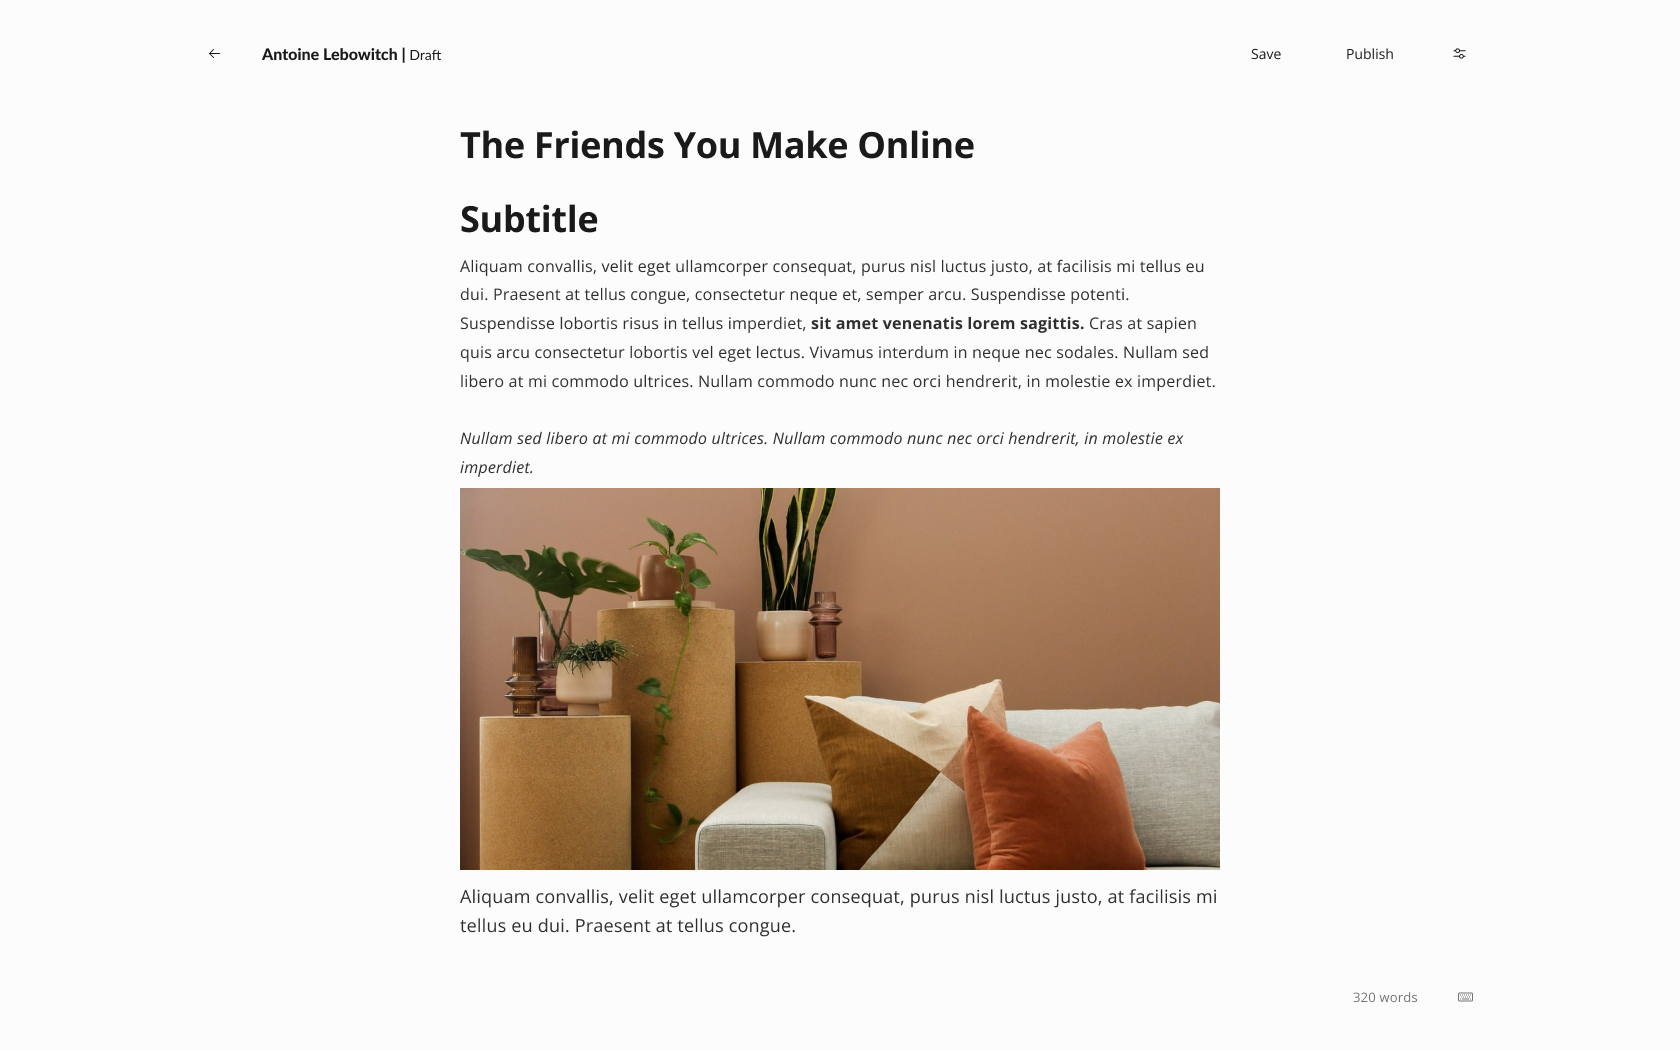 Antoine Lebowitch | Draft
Save
Publish
The Friends You Make Online
Subtitle
Aliquam convallis, velit eget ullamcorper consequat, purus nisl luctus justo, at facilisis mi tellus eu
dui. Praesent at tellus congue, consectetur neque et, semper arcu. Suspendisse potenti.
Suspendisse lobortis risus in tellus imperdiet, sit amet venenatis lorem sagittis. Cras at sapien
quis arcu consectetur lobortis vel eget lectus. Vivamus interdum in neque nec sodales. Nullam sed
libero at mi commodo ultrices. Nullam commodo nunc nec orci hendrerit, in molestie ex imperdiet.
Nullam sed libero at mi commodo ultrices. Nullam commodo nunc nec orci hendrerit, in molestie ex
imperdiet.
Aliquam convallis, velit eget ullamcorper consequat, purus nisl luctus justo, at facilisis mi
tellus eu dui. Praesent at tellus congue.
320 words